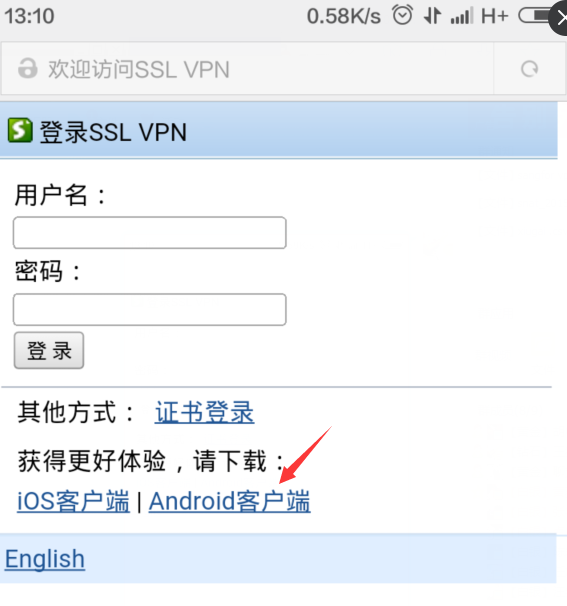 13:10 0.58K/s H+
欢迎访问SSL VPN
S 登录SSL VPN
用户名：
密码：
登 录
其他方式： 证书登录
获得更好体验，请下载：
iOS客户端 | Android客户端
English